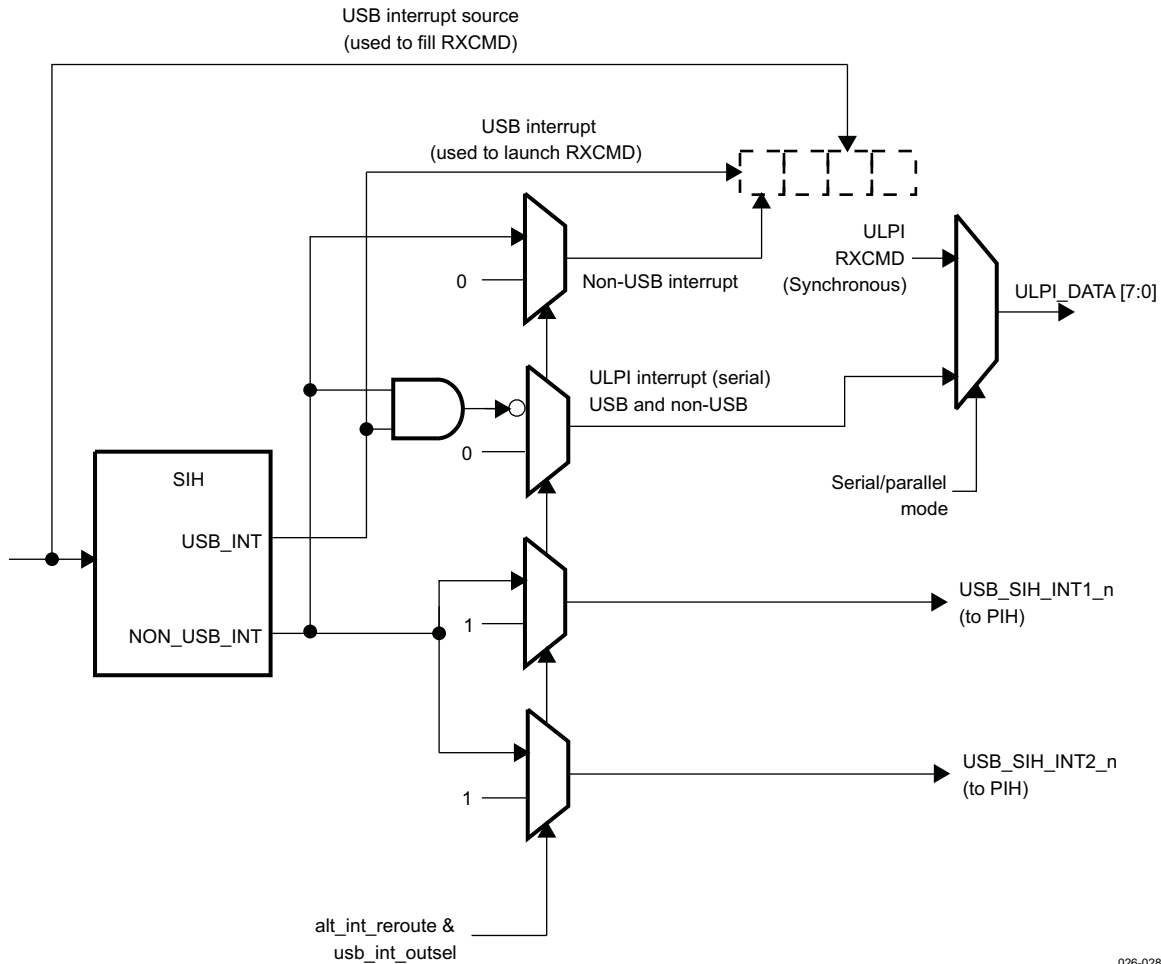 USB interrupt source
(used to fill RXCMD)
USB interrupt
(used to launch RXCMD)
ULPI
RXCMD
(Synchronous)
0
Non-USB interrupt
ULPI_DATA [7:0]
ULPI interrupt (serial)
USB and non-USB
0
SIH
Serial/parallel
mode
USB_INT
USB_SIH_INT1_n
(to PIH)
1
NON_USB_INT
USB_SIH_INT2_n
(to PIH)
1
alt_int_reroute &
usb_int_outsel
026-028